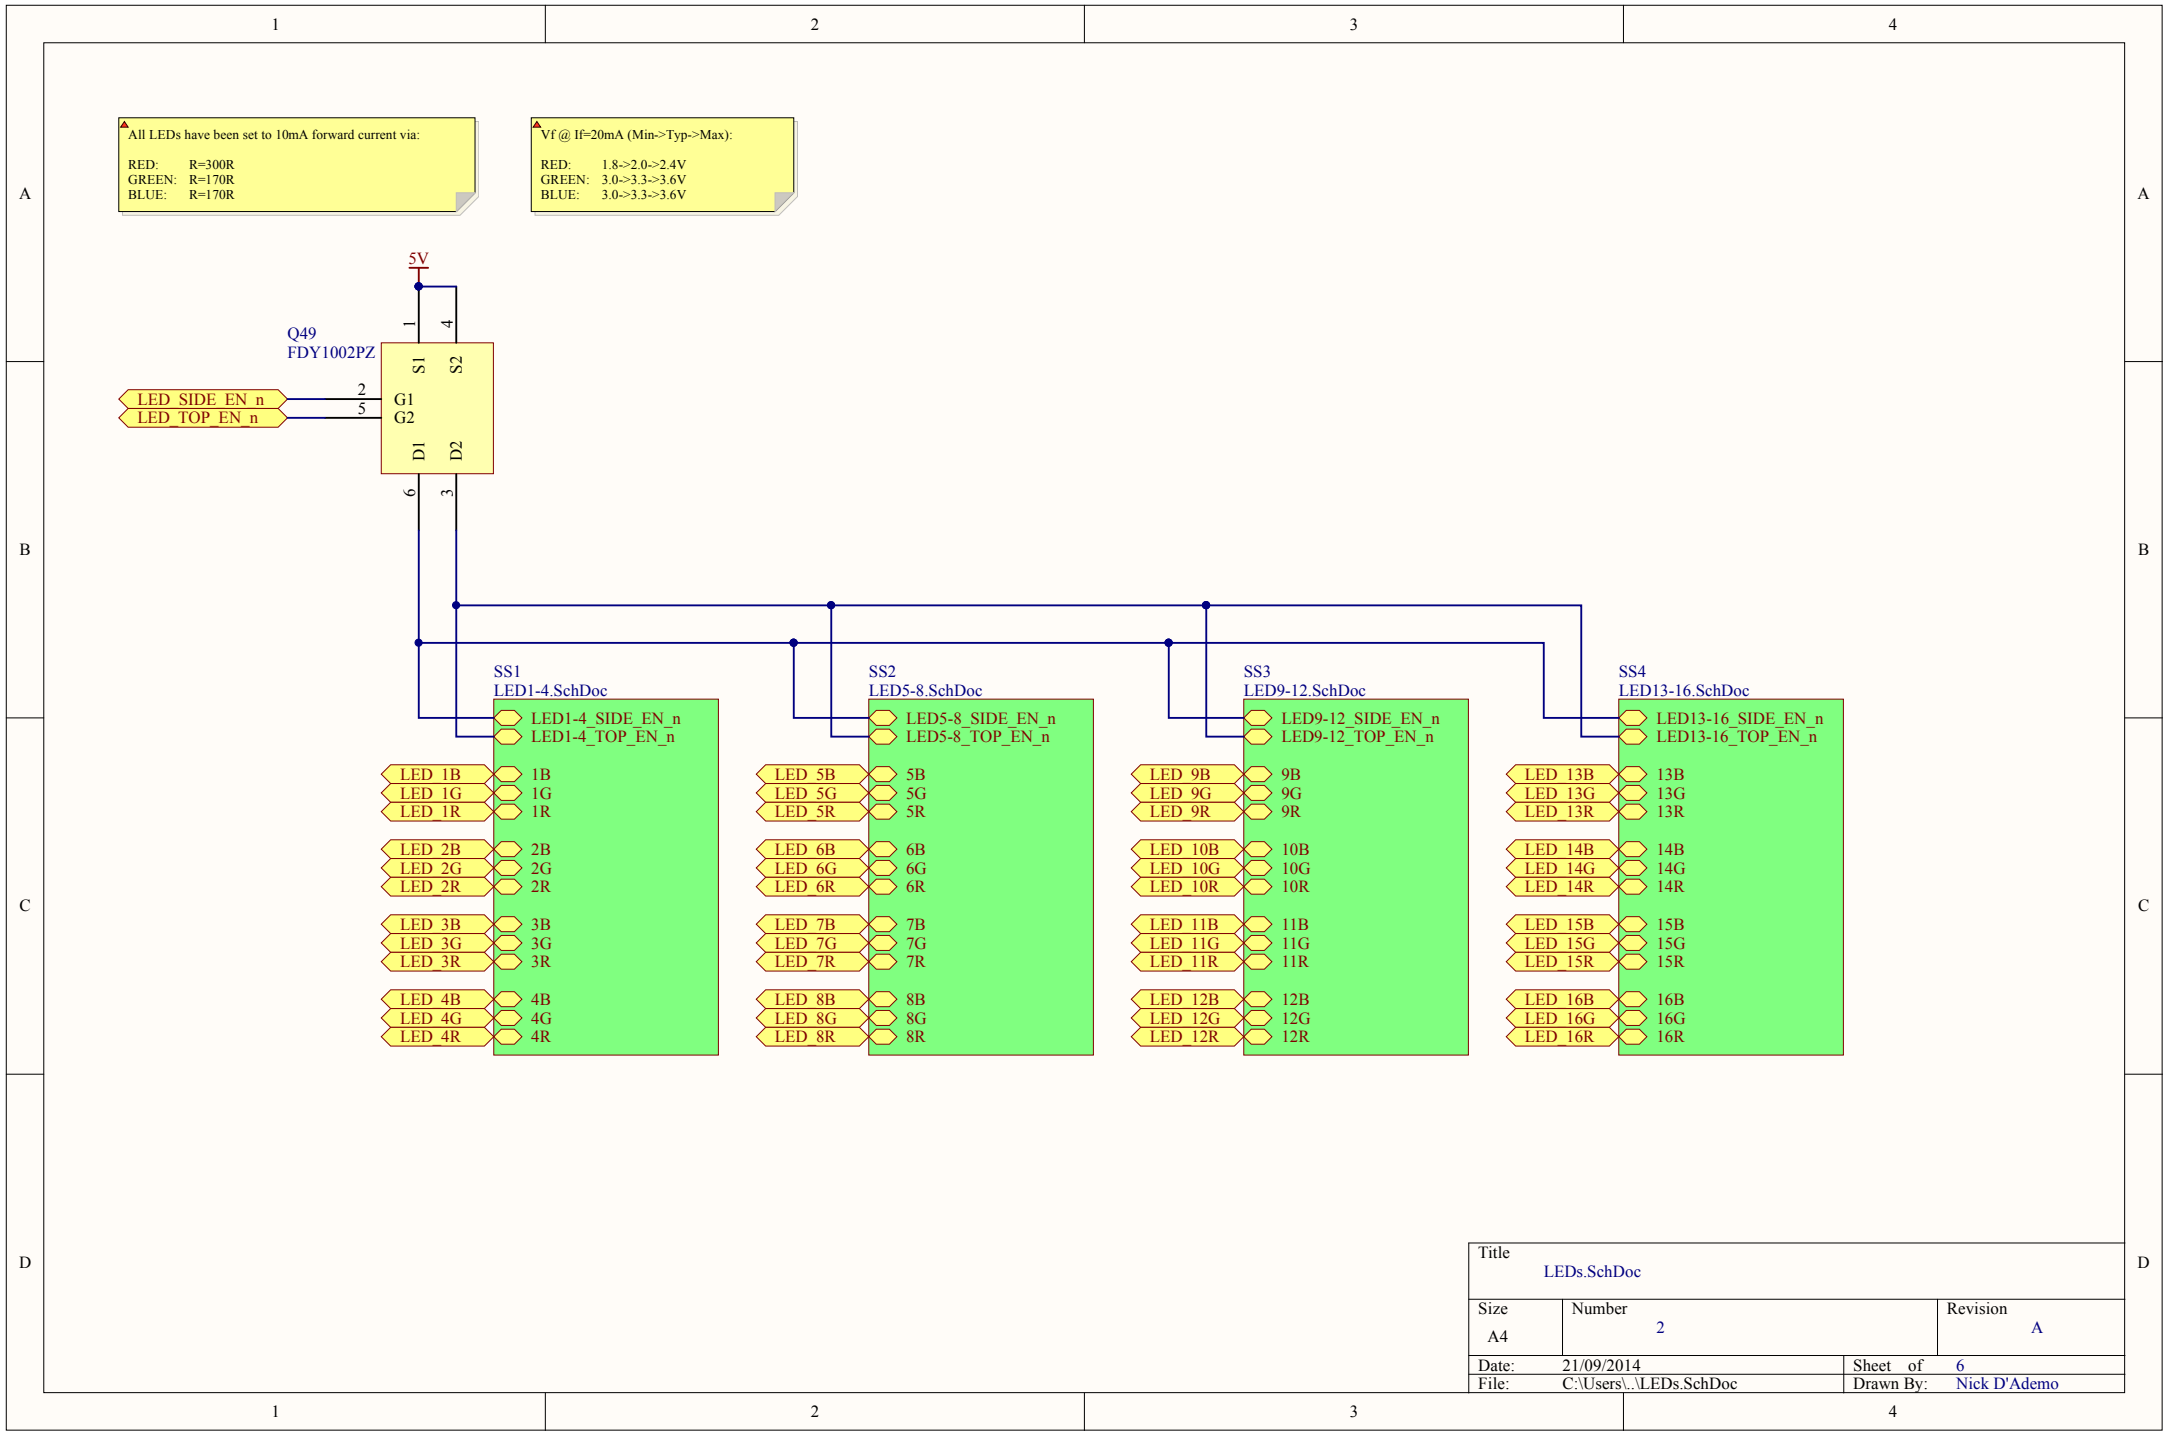 1 2 3 4
All LEDs have been set to 10mA forward current via:
RED: R=300R
GREEN: R=170R
BLUE: R=170R
Vf @ If=20mA (Min->Typ->Max):
RED: 1.8->2.0->2.4V
GREEN: 3.0->3.3->3.6V
BLUE: 3.0->3.3->3.6V
A A
5V
1 4
Q49
FDY1002PZ
S1 S2
LED_SIDE_EN_n 2 G1
LED_TOP_EN_n 5 G2
D1 D2
6 3
B B
SS1 SS2 SS3 SS4
LED1-4.SchDoc LED5-8.SchDoc LED9-12.SchDoc LED13-16.SchDoc
LED1-4_SIDE_EN_n LED5-8_SIDE_EN_n LED9-12_SIDE_EN_n LED13-16_SIDE_EN_n
LED1-4_TOP_EN_n LED5-8_TOP_EN_n LED9-12_TOP_EN_n LED13-16_TOP_EN_n
LED_1B 1B LED_5B 5B LED_9B 9B LED_13B 13B
LED_1G 1G LED_5G 5G LED_9G 9G LED_13G 13G
LED_1R 1R LED_5R 5R LED_9R 9R LED_13R 13R
LED_2B 2B LED_6B 6B LED_10B 10B LED_14B 14B
LED_2G 2G LED_6G 6G LED_10G 10G LED_14G 14G
LED_2R 2R LED_6R 6R LED_10R 10R LED_14R 14R
C C
LED_3B 3B LED_7B 7B LED_11B 11B LED_15B 15B
LED_3G 3G LED_7G 7G LED_11G 11G LED_15G 15G
LED_3R 3R LED_7R 7R LED_11R 11R LED_15R 15R
LED_4B 4B LED_8B 8B LED_12B 12B LED_16B 16B
LED_4G 4G LED_8G 8G LED_12G 12G LED_16G 16G
LED_4R 4R LED_8R 8R LED_12R 12R LED_16R 16R
D D
Title
LEDs.SchDoc
Size Number Revision
A4 2 A
Date: 21/09/2014 Sheet of 6
File: C:\Users\..\LEDs.SchDoc Drawn By: Nick D'Ademo
1 2 3 4